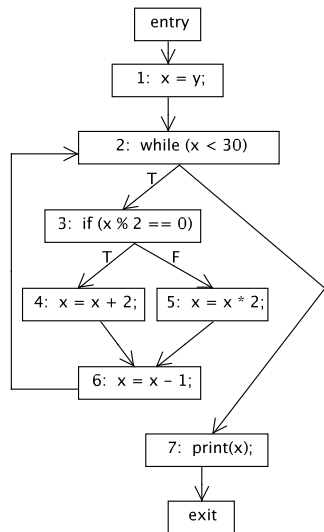 entry
1: x = y;
2: while (x < 30)
T
3: if (x % 2 == 0)
T F
4: x = x + 2;
5: x = x * 2;
6: x = x – 1;
7: print(x);
exit